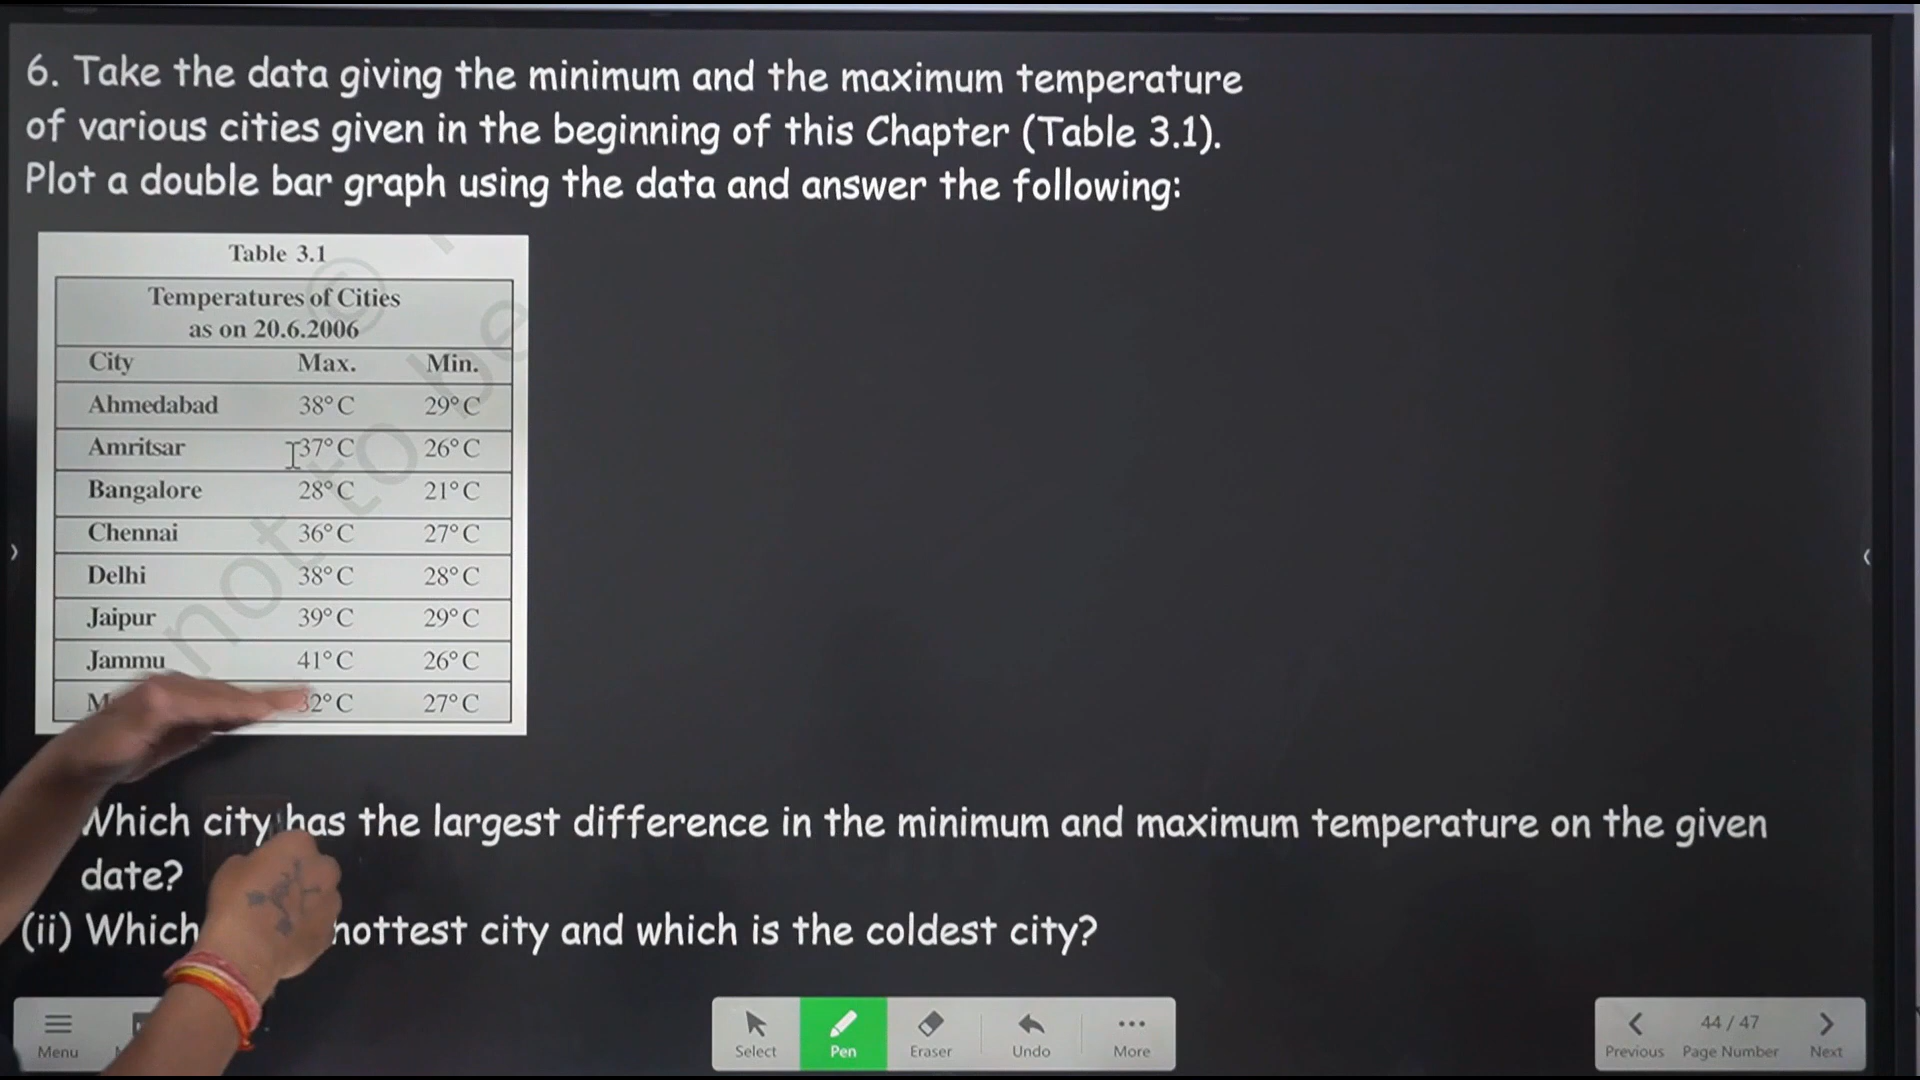 6. Take the data giving the minimum and the maximum temperature
of various cities given in the beginning of this Chapter (Table 3.1).
Plot a double bar graph using the data and answer the following:
Table 3.1
Temperatures of Cities
as on 20.6.2006
City Max. Min.
Ahmedabad 38° C 29° C
Amritsar 37° C 26° C
Bangalore 28° C 21° C
Chennai 36° C 27° C
Delhi 38° C 28° C
Jaipur 39° C 29° C
Jammu 41° C 26° C
32° C 27° C
© not to be
Which city has the largest difference in the minimum and maximum temperature on the given
date?
(ii) Which hottest city and which is the coldest city?
Menu Select Pen Eraser Undo More Previous 44 / 47 Page Number Next